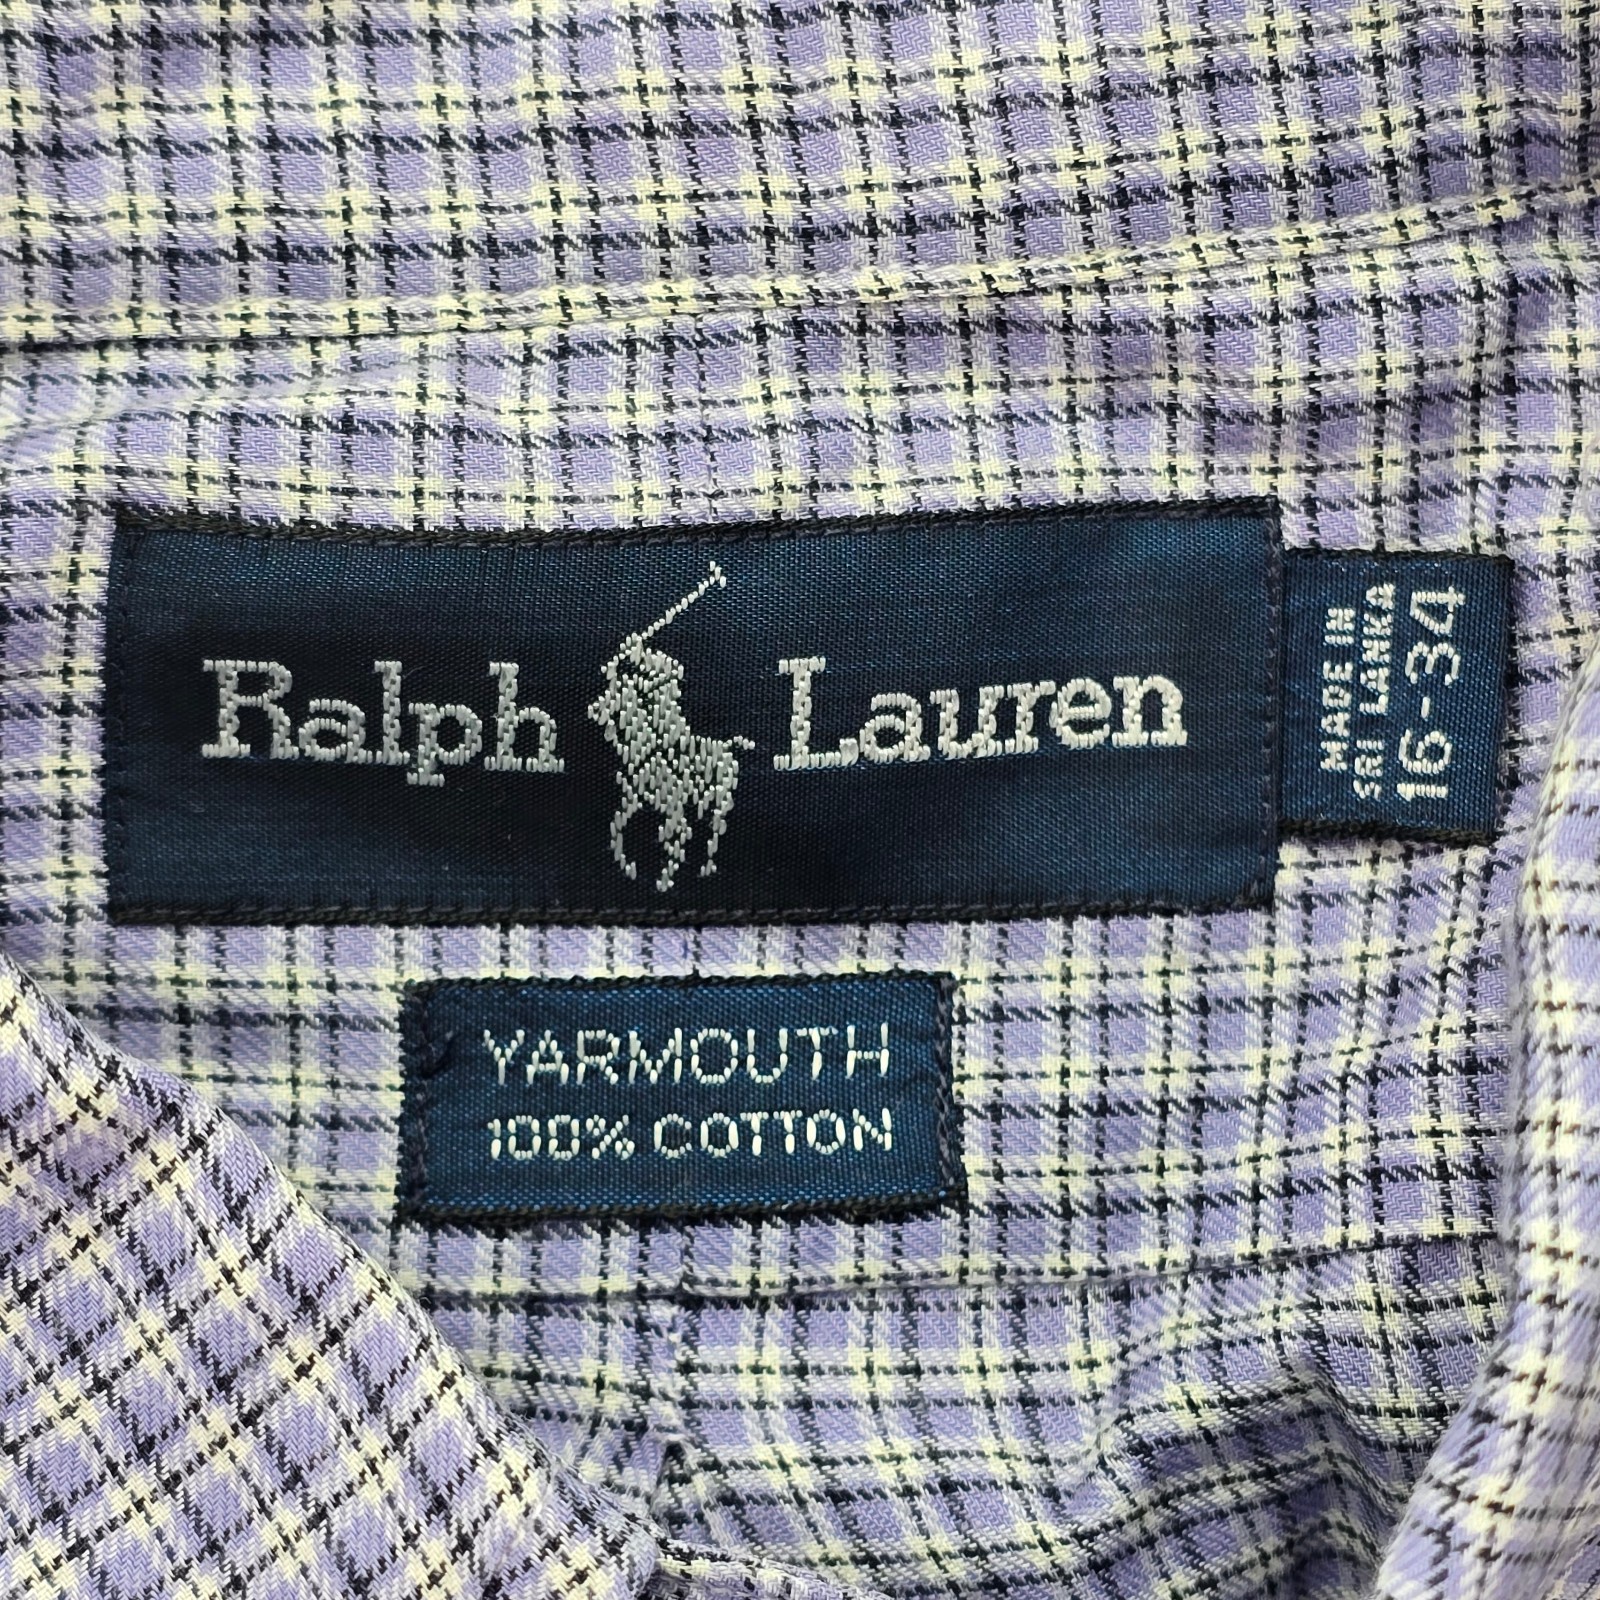 Ralph Lauren
MADE IN
SRI LANKA
16-34
YARMOUTH
100% COTTON